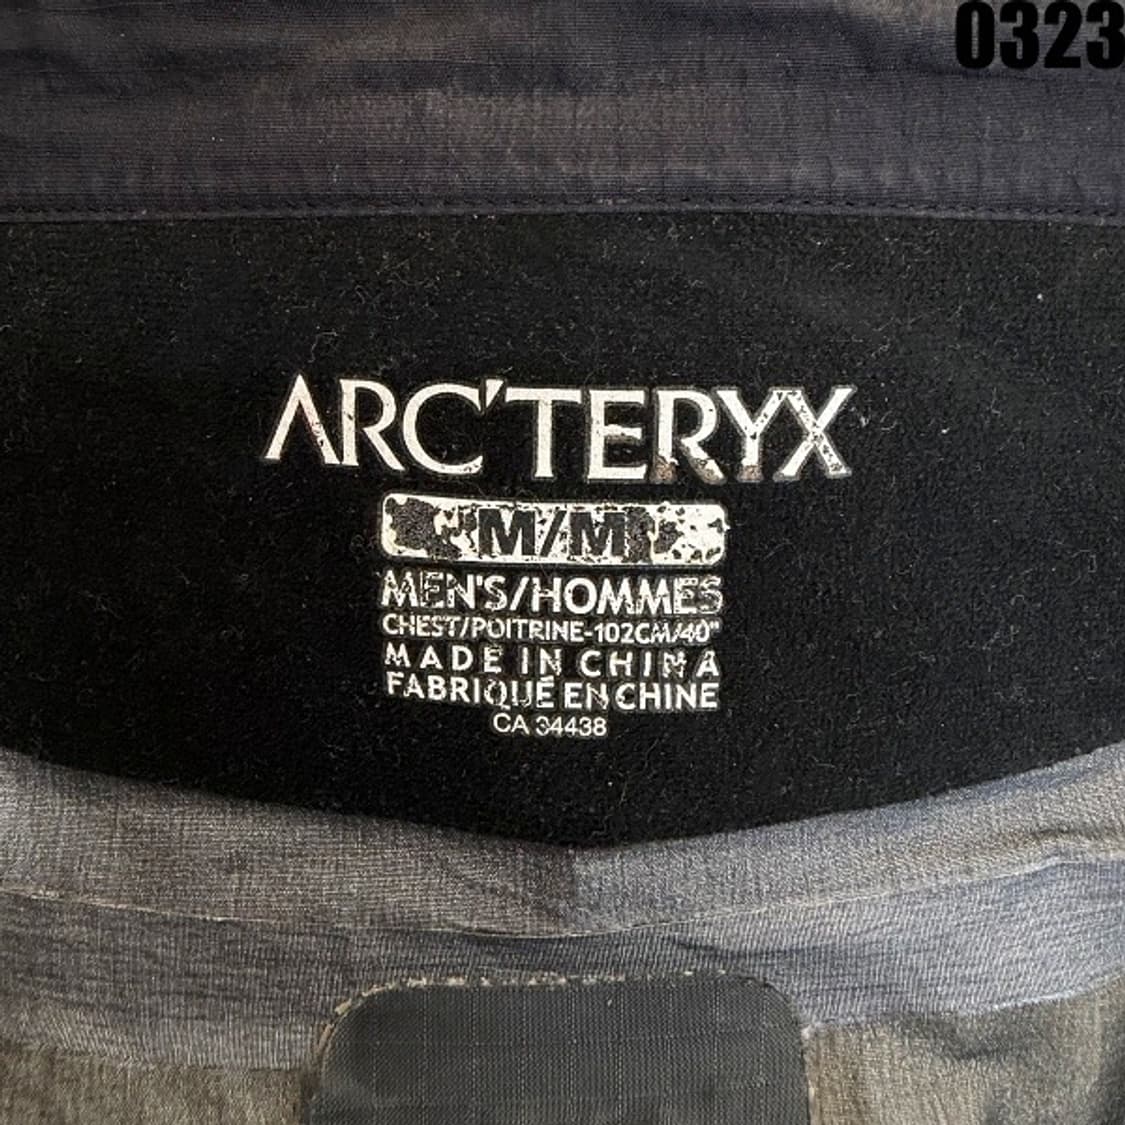 0323
ARC'TERYX
M/M
MEN'S/HOMMES
CHEST/POITRINE-102CM/40"
MADE IN CHINA
FABRIQUÉ EN CHINE
CA 34438